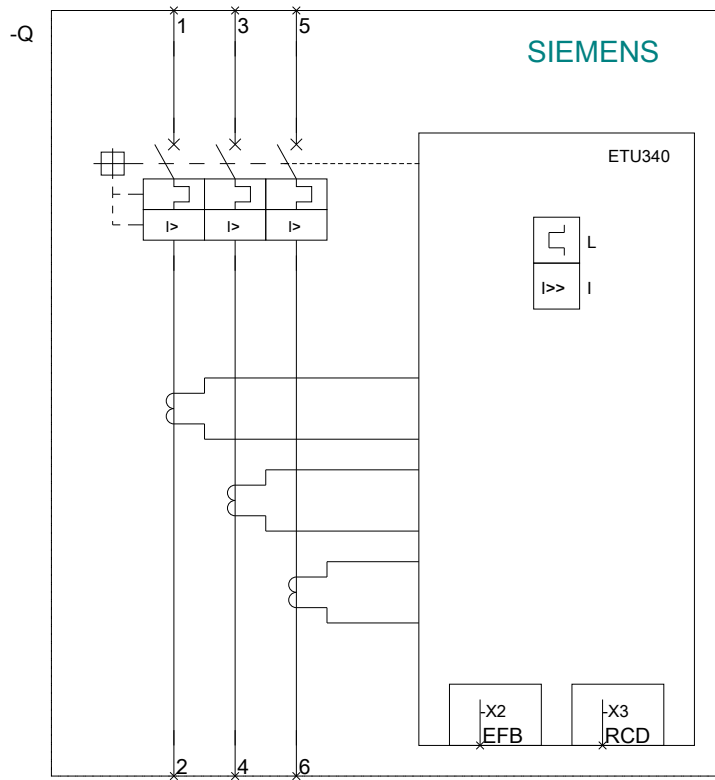 -Q
1 3 5
SIEMENS
ETU340
I> I> I>
L
I>> I
-X2 -X3
EFB RCD
2 4 6